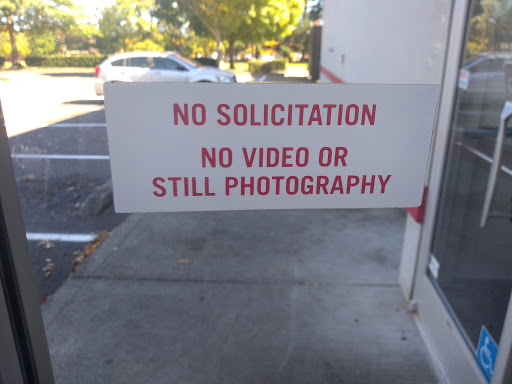 NO SOLICITATION
NO VIDEO OR
STILL PHOTOGRAPHY